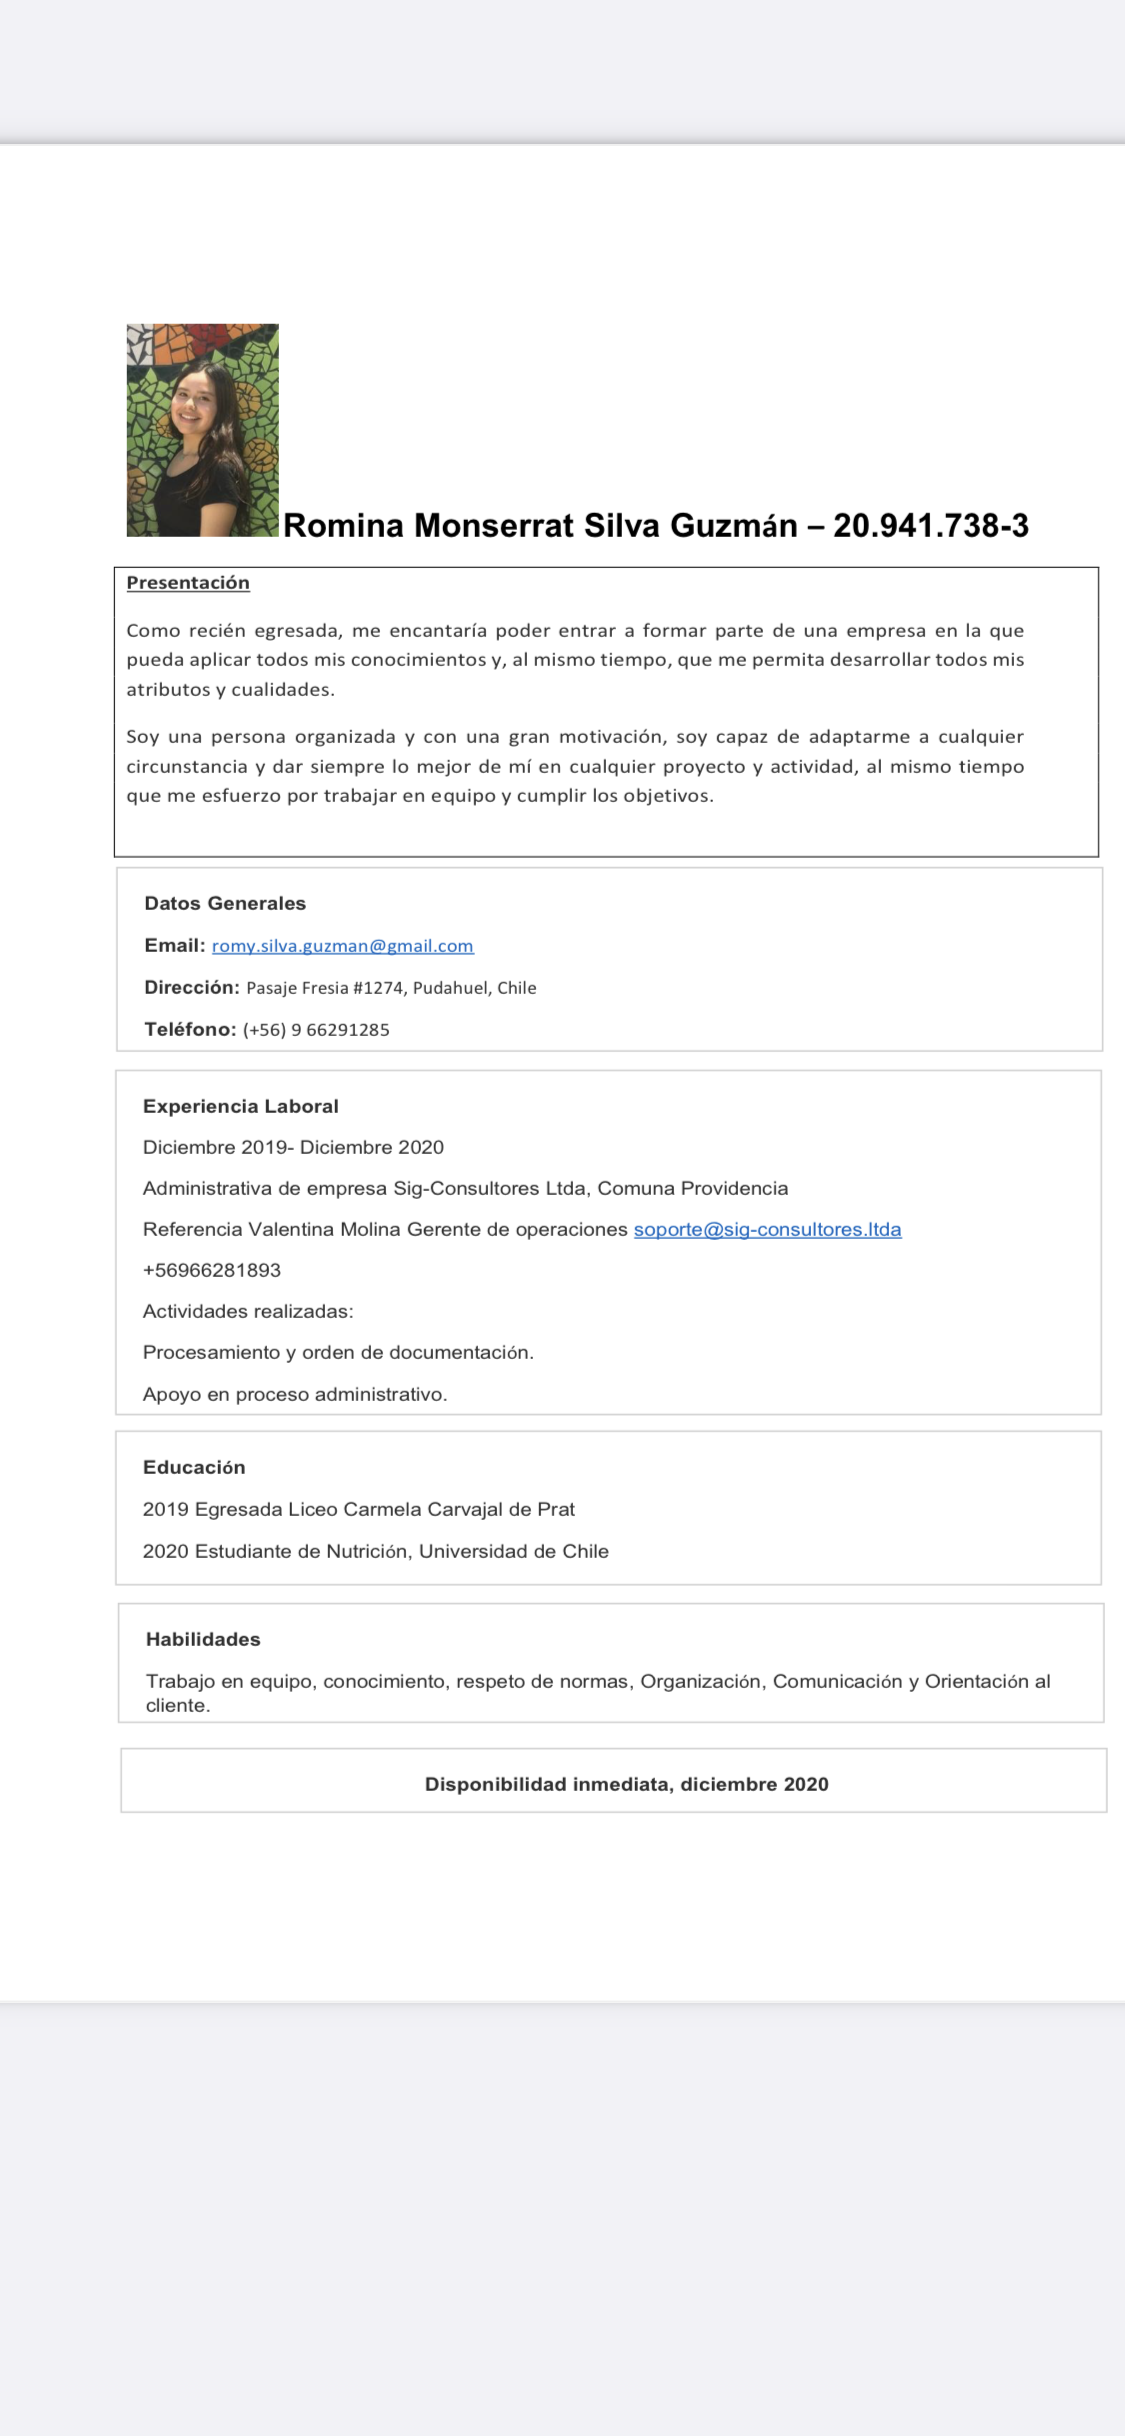 Romina Monserrat Silva Guzmán – 20.941.738-3
Presentación
Como recién egresada, me encantaría poder entrar a formar parte de una empresa en la que
pueda aplicar todos mis conocimientos y, al mismo tiempo, que me permita desarrollar todos mis
atributos y cualidades.
Soy una persona organizada y con una gran motivación, soy capaz de adaptarme a cualquier
circunstancia y dar siempre lo mejor de mí en cualquier proyecto y actividad, al mismo tiempo
que me esfuerzo por trabajar en equipo y cumplir los objetivos.
Datos Generales
Email: romy.silva.guzman@gmail.com
Dirección: Pasaje Fresia #1274, Pudahuel, Chile
Teléfono: (+56) 9 66291285
Experiencia Laboral
Diciembre 2019- Diciembre 2020
Administrativa de empresa Sig-Consultores Ltda, Comuna Providencia
Referencia Valentina Molina Gerente de operaciones soporte@sig-consultores.ltda
+56966281893
Actividades realizadas:
Procesamiento y orden de documentación.
Apoyo en proceso administrativo.
Educación
2019 Egresada Liceo Carmela Carvajal de Prat
2020 Estudiante de Nutrición, Universidad de Chile
Habilidades
Trabajo en equipo, conocimiento, respeto de normas, Organización, Comunicación y Orientación al
cliente.
Disponibilidad inmediata, diciembre 2020